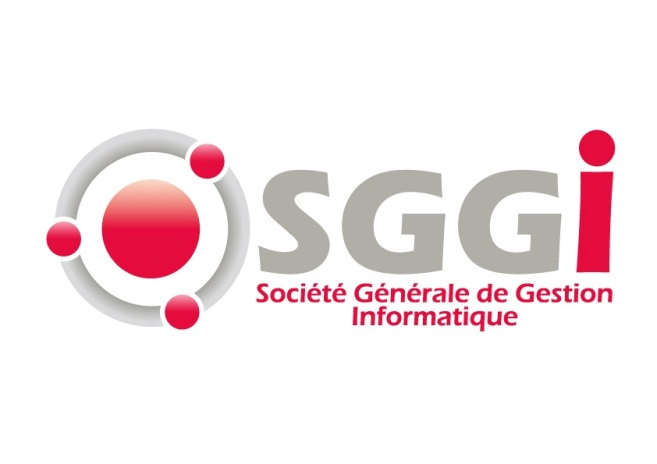 SGGi
Société Générale de Gestion
Informatique